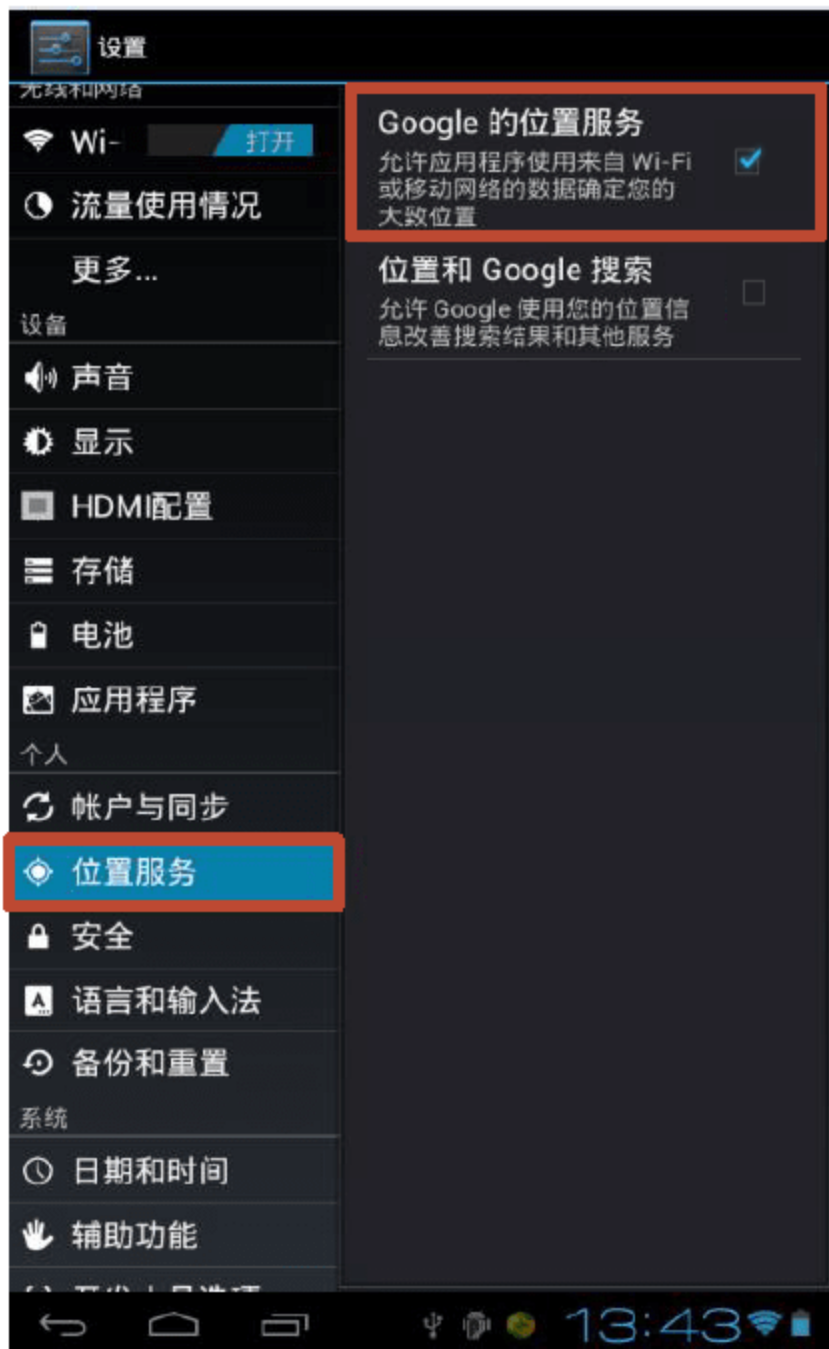 设置
无线和网络
Wi-
打开
流量使用情况
更多...
设备
声音
显示
HDMI配置
存储
电池
应用程序
个人
帐户与同步
位置服务
安全
语言和输入法
备份和重置
系统
日期和时间
辅助功能
Google 的位置服务
允许应用程序使用来自 Wi-Fi
或移动网络的数据确定您的
大致位置
位置和 Google 搜索
允许 Google 使用您的位置信
息改善搜索结果和其他服务
13:43